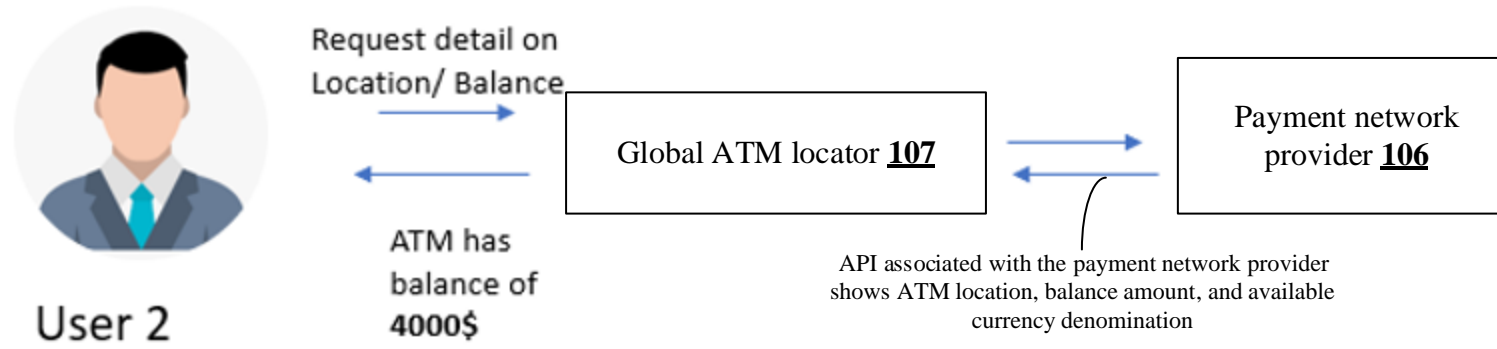 Request detail on
Location/ Balance
Global ATM locator 107
Payment network
provider 106
ATM has
balance of
4000$
API associated with the payment network provider
shows ATM location, balance amount, and available
currency denomination
User 2